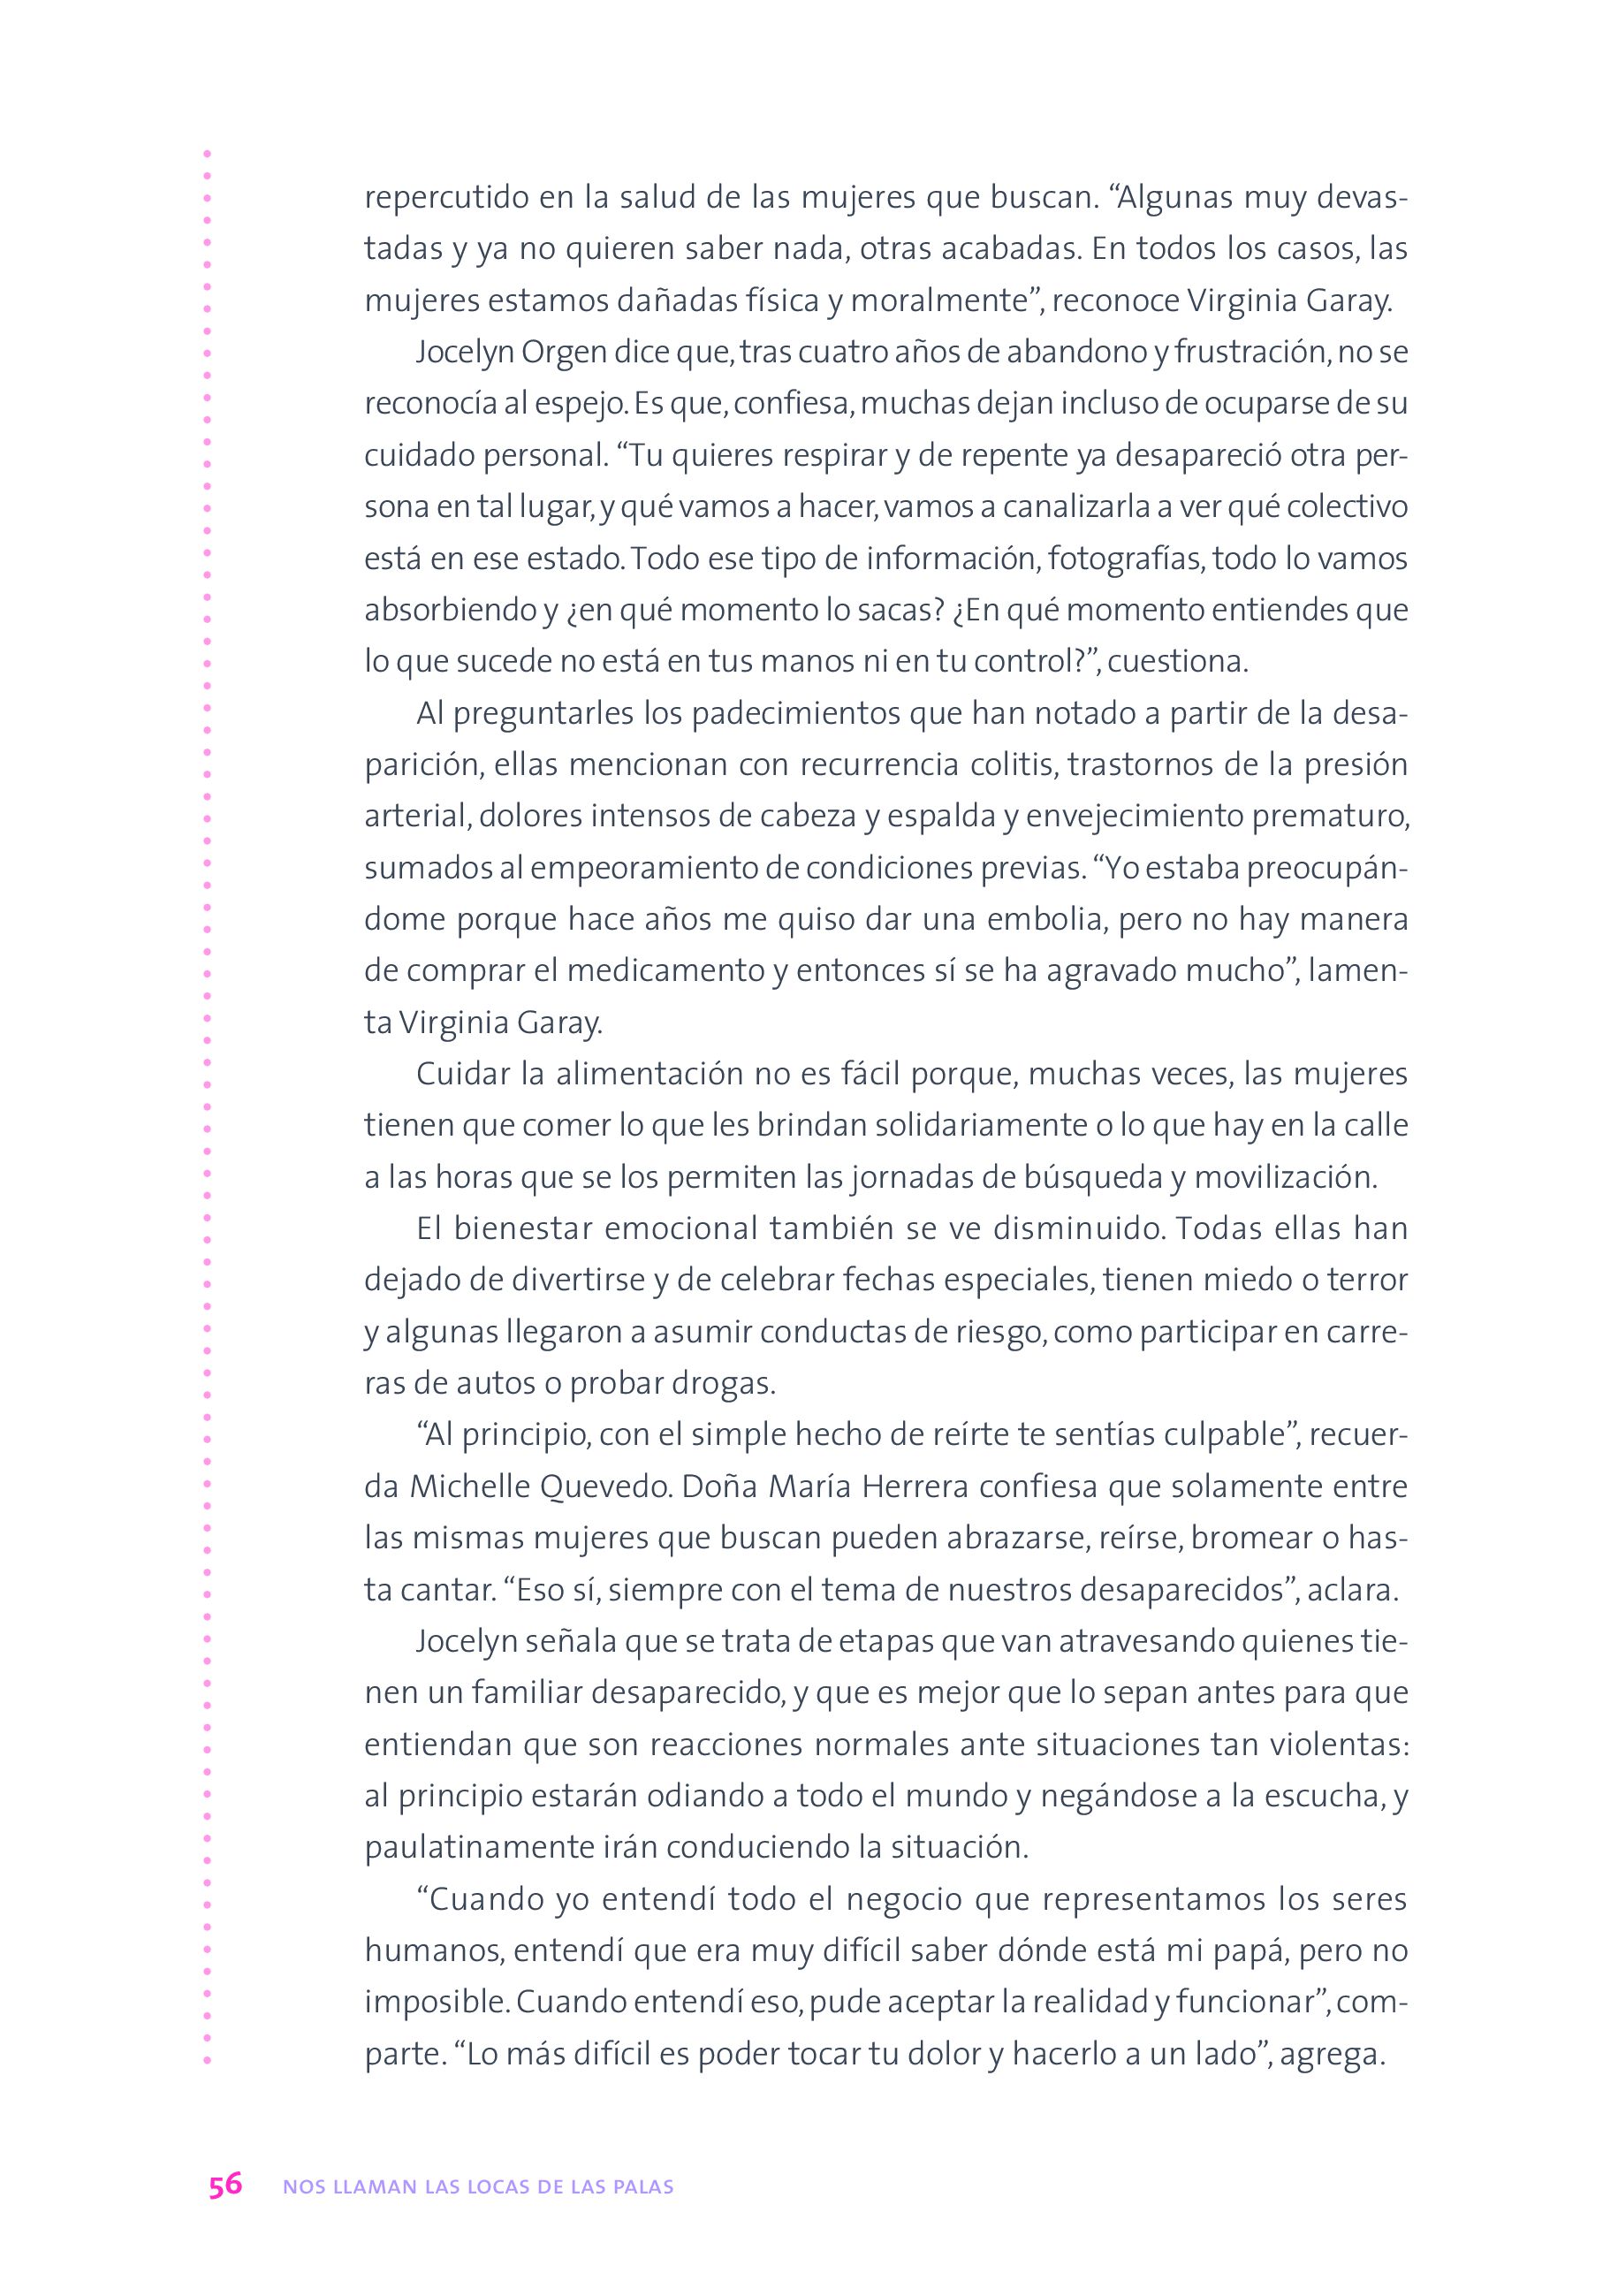 repercutido en la salud de las mujeres que buscan. “Algunas muy devas-
tadas y ya no quieren saber nada, otras acabadas. En todos los casos, las
mujeres estamos dañadas física y moralmente”, reconoce Virginia Garay.
Jocelyn Orgen dice que, tras cuatro años de abandono y frustración, no se
reconocía al espejo. Es que, confiesa, muchas dejan incluso de ocuparse de su
cuidado personal. “Tu quieres respirar y de repente ya desapareció otra per-
sona en tal lugar, y qué vamos a hacer, vamos a canalizarla a ver qué colectivo
está en ese estado. Todo ese tipo de información, fotografías, todo lo vamos
absorbiendo y ¿en qué momento lo sacas? ¿En qué momento entiendes que
lo que sucede no está en tus manos ni en tu control?”, cuestiona.
Al preguntarles los padecimientos que han notado a partir de la desa-
parición, ellas mencionan con recurrencia colitis, trastornos de la presión
arterial, dolores intensos de cabeza y espalda y envejecimiento prematuro,
sumados al empeoramiento de condiciones previas. “Yo estaba preocupán-
dome porque hace años me quiso dar una embolia, pero no hay manera
de comprar el medicamento y entonces sí se ha agravado mucho”, lamen-
ta Virginia Garay.
Cuidar la alimentación no es fácil porque, muchas veces, las mujeres
tienen que comer lo que les brindan solidariamente o lo que hay en la calle
a las horas que se los permiten las jornadas de búsqueda y movilización.
El bienestar emocional también se ve disminuido. Todas ellas han
dejado de divertirse y de celebrar fechas especiales, tienen miedo o terror
y algunas llegaron a asumir conductas de riesgo, como participar en carre-
ras de autos o probar drogas.
“Al principio, con el simple hecho de reírte te sentías culpable”, recuer-
da Michelle Quevedo. Doña María Herrera confiesa que solamente entre
las mismas mujeres que buscan pueden abrazarse, reírse, bromear o has-
ta cantar. “Eso sí, siempre con el tema de nuestros desaparecidos”, aclara.
Jocelyn señala que se trata de etapas que van atravesando quienes tie-
nen un familiar desaparecido, y que es mejor que lo sepan antes para que
entiendan que son reacciones normales ante situaciones tan violentas:
al principio estarán odiando a todo el mundo y negándose a la escucha, y
paulatinamente irán conduciendo la situación.
“Cuando yo entendí todo el negocio que representamos los seres
humanos, entendí que era muy difícil saber dónde está mi papá, pero no
imposible. Cuando entendí eso, pude aceptar la realidad y funcionar”, com-
parte. “Lo más difícil es poder tocar tu dolor y hacerlo a un lado”, agrega.
56 NOS LLAMAN LAS LOCAS DE LAS PALAS